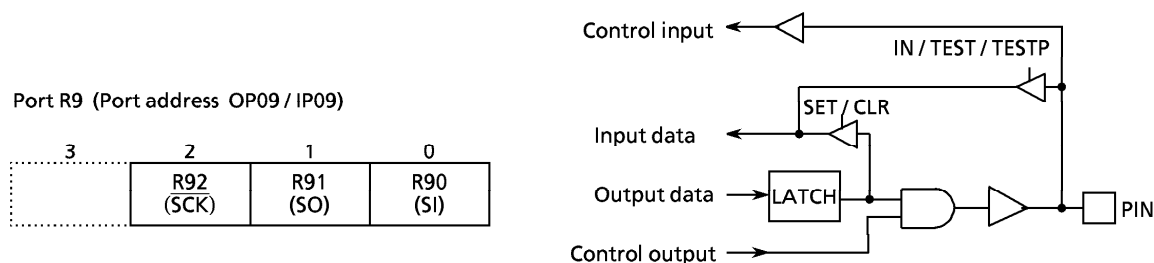 Port R9 (Port address OP09 / IP09)
3 2 1 0
R92 R91 R90
(SCK) (SO) (SI)
Control input
IN / TEST / TESTP
SET / CLR
Input data
Output data
LATCH
PIN
Control output